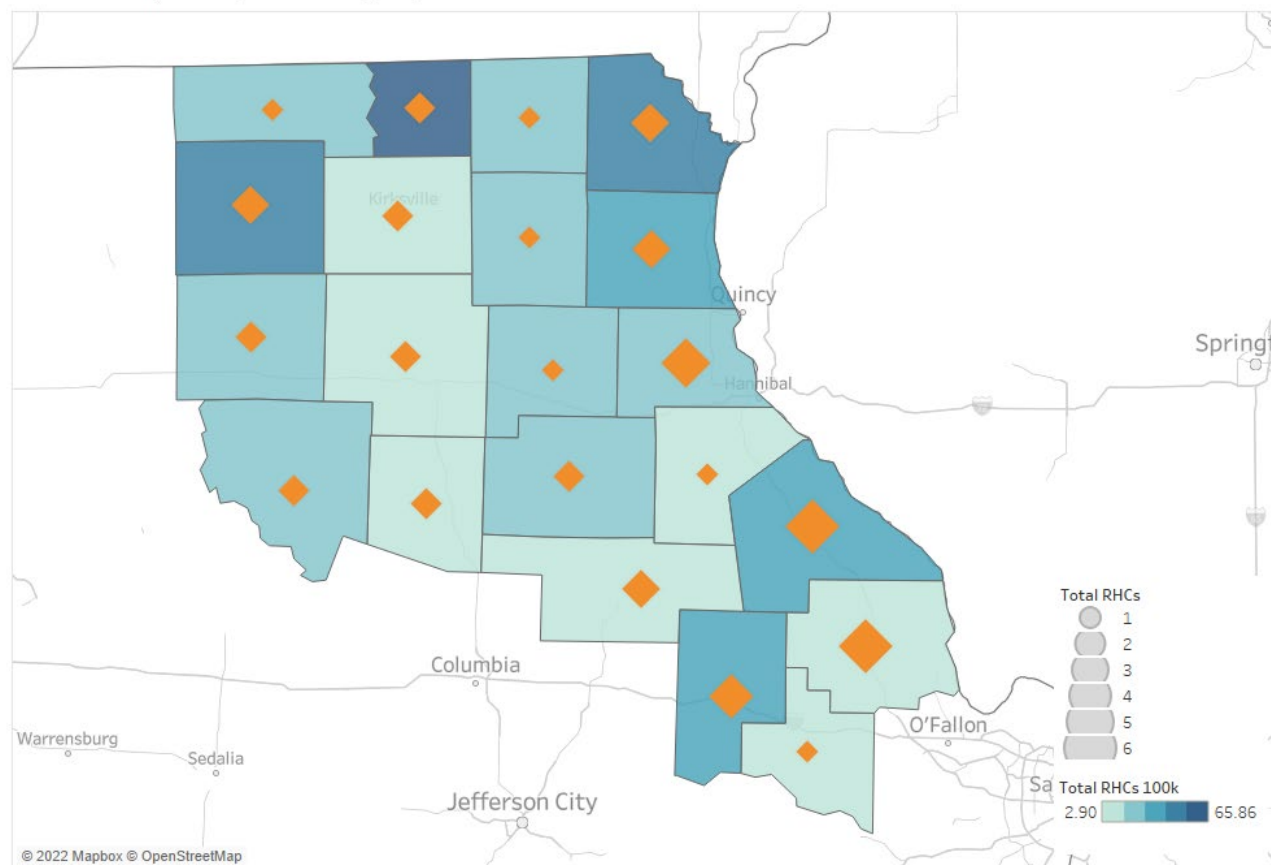 Kirksville
Quincy
Springf
Hannibal
Columbia
Warrensburg
Sedalia
O'Fallon
Jefferson City
Sa
Total RHCs
1
2
3
4
5
6
Total RHCs 100k
2.90 65.86
© 2022 Mapbox © OpenStreetMap